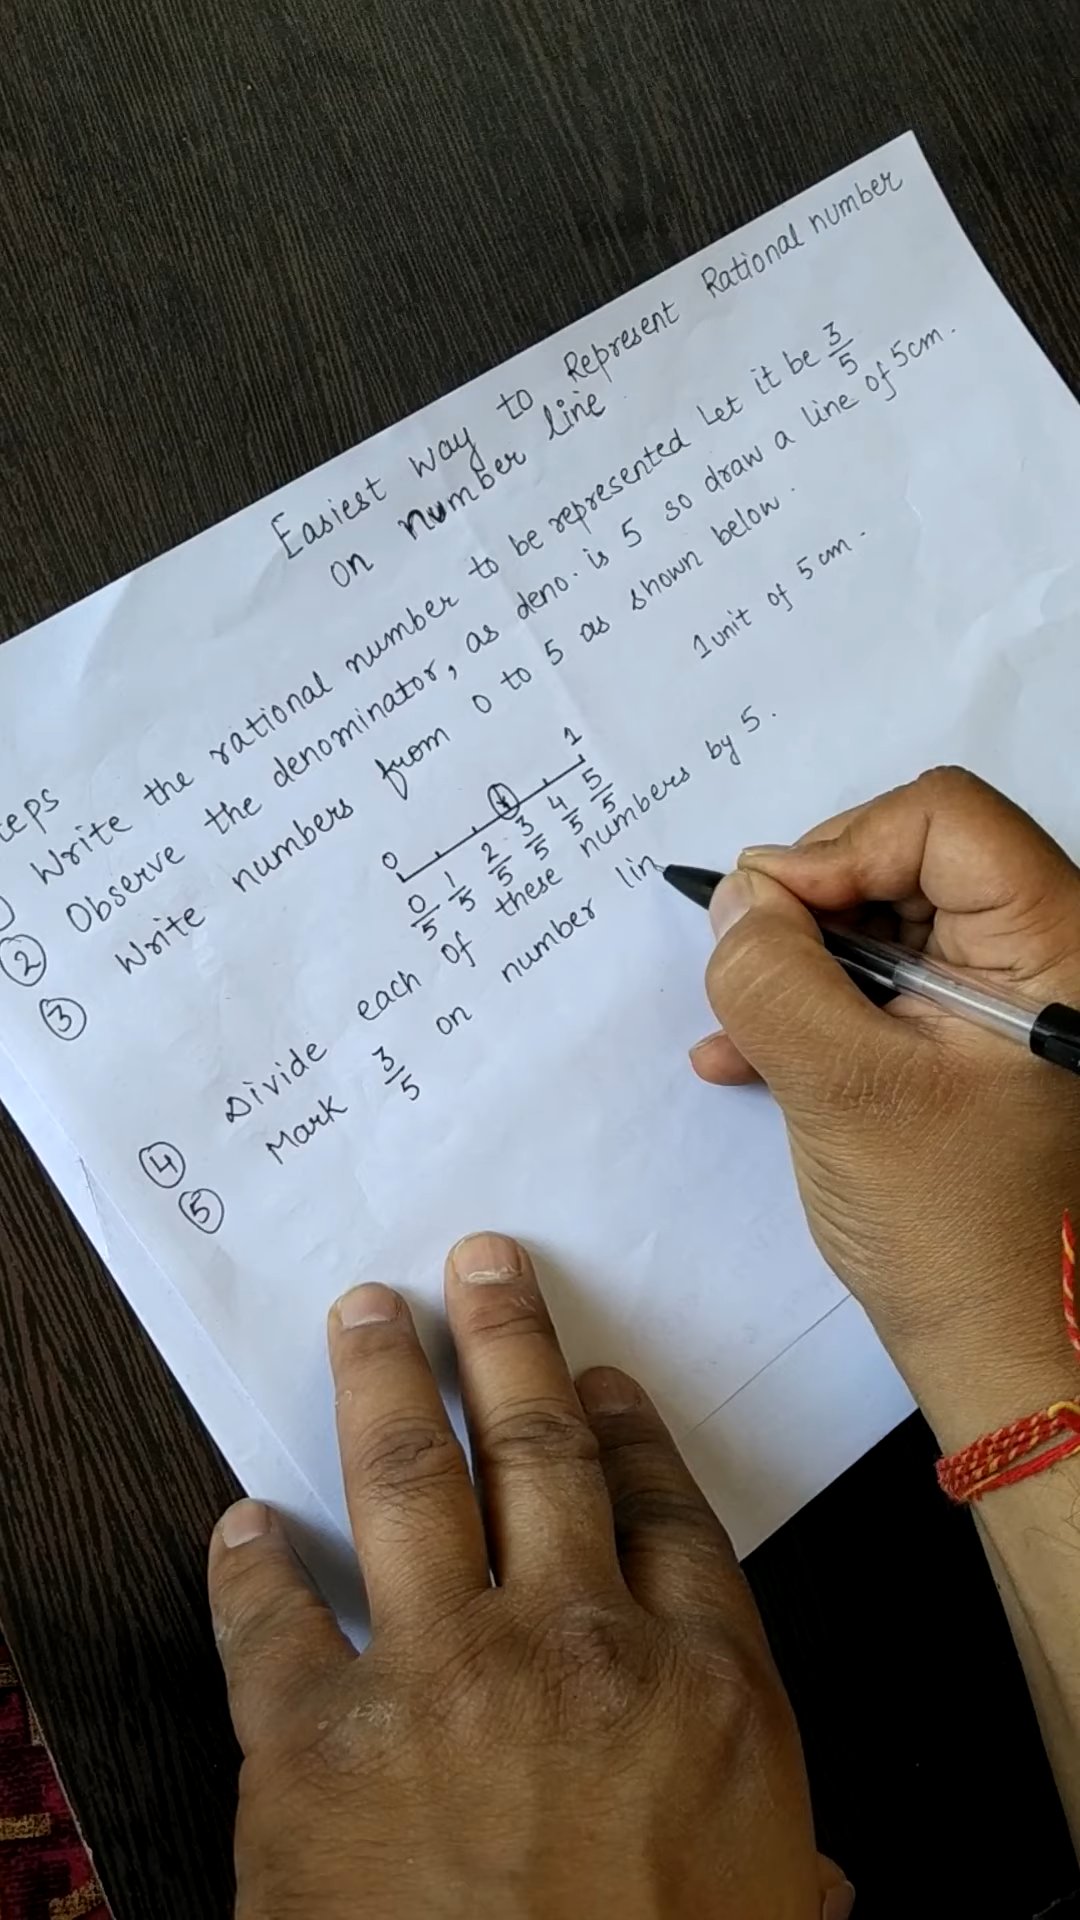 Easiest way to Represent Rational number
on number line
teps
Write the rational number to be represented Let it be 3/5
② Observe the denominator, as deno. is 5 so draw a line of 5cm.
③ Write numbers from 0 to 5 as shown below.
0 1 1 unit of 5 cm.
0/5 1/5 2/5 3/5 4/5 5/5
④ Divide each of these numbers by 5.
⑤ Mark 3/5 on number lin